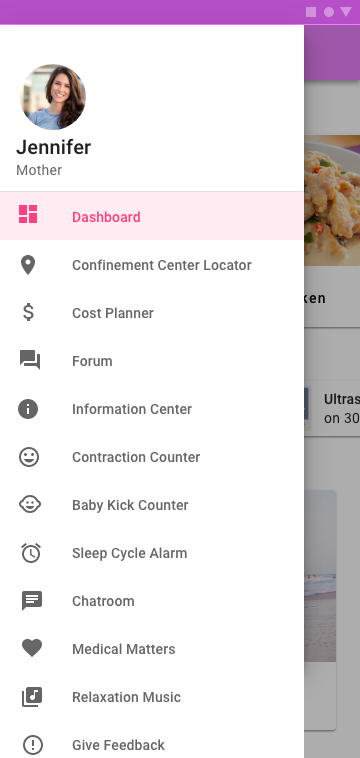 Jennifer
Mother
Dashboard
Confinement Center Locator
Cost Planner
Forum
Information Center
Contraction Counter
Baby Kick Counter
Sleep Cycle Alarm
Chatroom
Medical Matters
Relaxation Music
Give Feedback
ken
Ultras
on 30